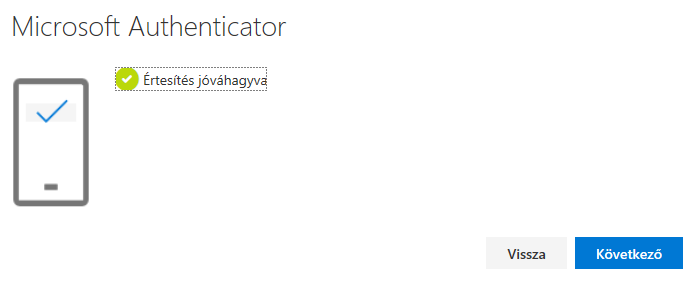 Microsoft Authenticator
Értesítés jóváhagyva
Vissza
Következő